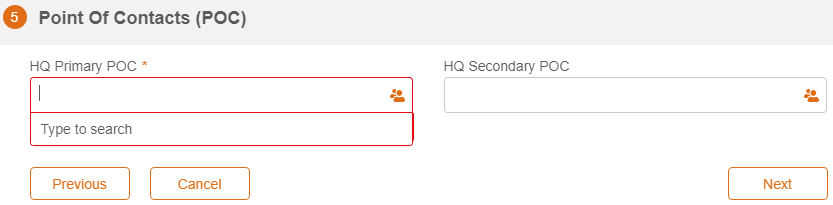 5 Point Of Contacts (POC)
HQ Primary POC * HQ Secondary POC
Type to search
Previous Cancel Next